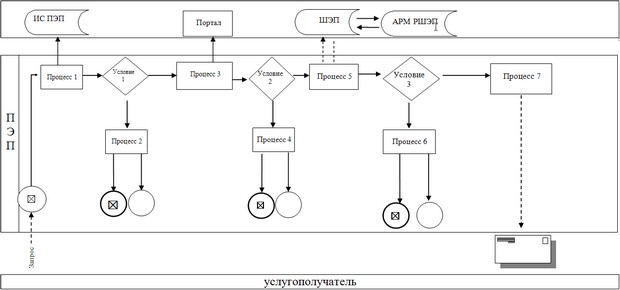 ИС ПЭП
Портал
ШЭП
АРМ РШЭП
Процесс 1
Условие
1
Процесс 3
Условие
2
Процесс 5
Условие
3
Процесс 7
П
Э
П
Процесс 2
Процесс 4
Процесс 6
Запрос
услугополучатель